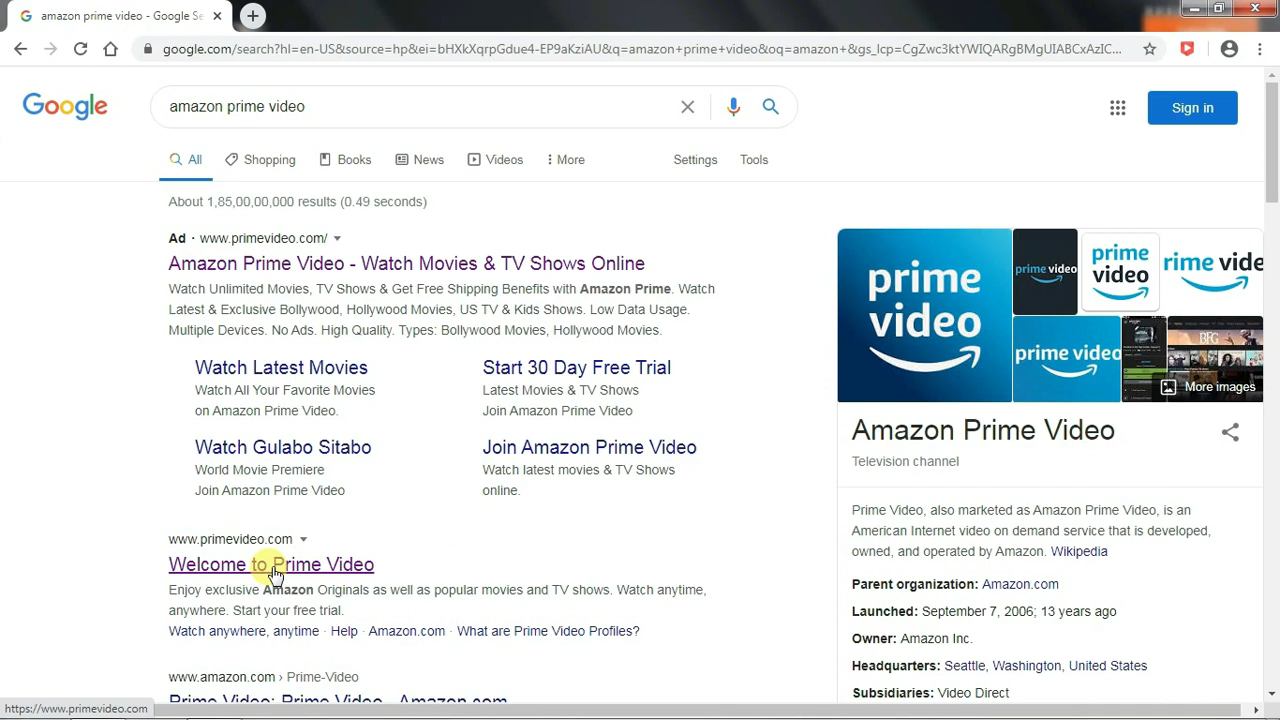 amazon prime video - Google Se
google.com/search?hl=en-US&source=hp&ei=bHXkXqrpGdue4-EP9aKziAU&q=amazon+prime+video&oq=amazon+&gs_lcp=CgZwc3ktYWIQARgBMgUIABCxAzIC...
Google
amazon prime video
Sign in
All
Shopping
Books
News
Videos
More
Settings
Tools
About 1,85,00,00,000 results (0.49 seconds)
Ad · www.primevideo.com/
Amazon Prime Video - Watch Movies & TV Shows Online
Watch Unlimited Movies, TV Shows & Get Free Shipping Benefits with Amazon Prime. Watch
Latest & Exclusive Bollywood, Hollywood Movies, US TV & Kids Shows. Low Data Usage.
Multiple Devices. No Ads. High Quality. Types: Bollywood Movies, Hollywood Movies.
Watch Latest Movies
Watch All Your Favorite Movies
on Amazon Prime Video.
Start 30 Day Free Trial
Latest Movies & TV Shows
Join Amazon Prime Video
Watch Gulabo Sitabo
World Movie Premiere
Join Amazon Prime Video
Join Amazon Prime Video
Watch latest movies & TV Shows
online.
www.primevideo.com
Welcome to Prime Video
Enjoy exclusive Amazon Originals as well as popular movies and TV shows. Watch anytime,
anywhere. Start your free trial.
Watch anywhere, anytime · Help · Amazon.com · What are Prime Video Profiles?
www.amazon.com › Prime-Video
Prime Video: Prime Video - Amazon.com
https://www.primevideo.com
prime
video
prime video
prime
video
rime vide
prime video
BFG
More images
Amazon Prime Video
Television channel
Prime Video, also marketed as Amazon Prime Video, is an
American Internet video on demand service that is developed,
owned, and operated by Amazon. Wikipedia
Parent organization: Amazon.com
Launched: September 7, 2006; 13 years ago
Owner: Amazon Inc.
Headquarters: Seattle, Washington, United States
Subsidiaries: Video Direct